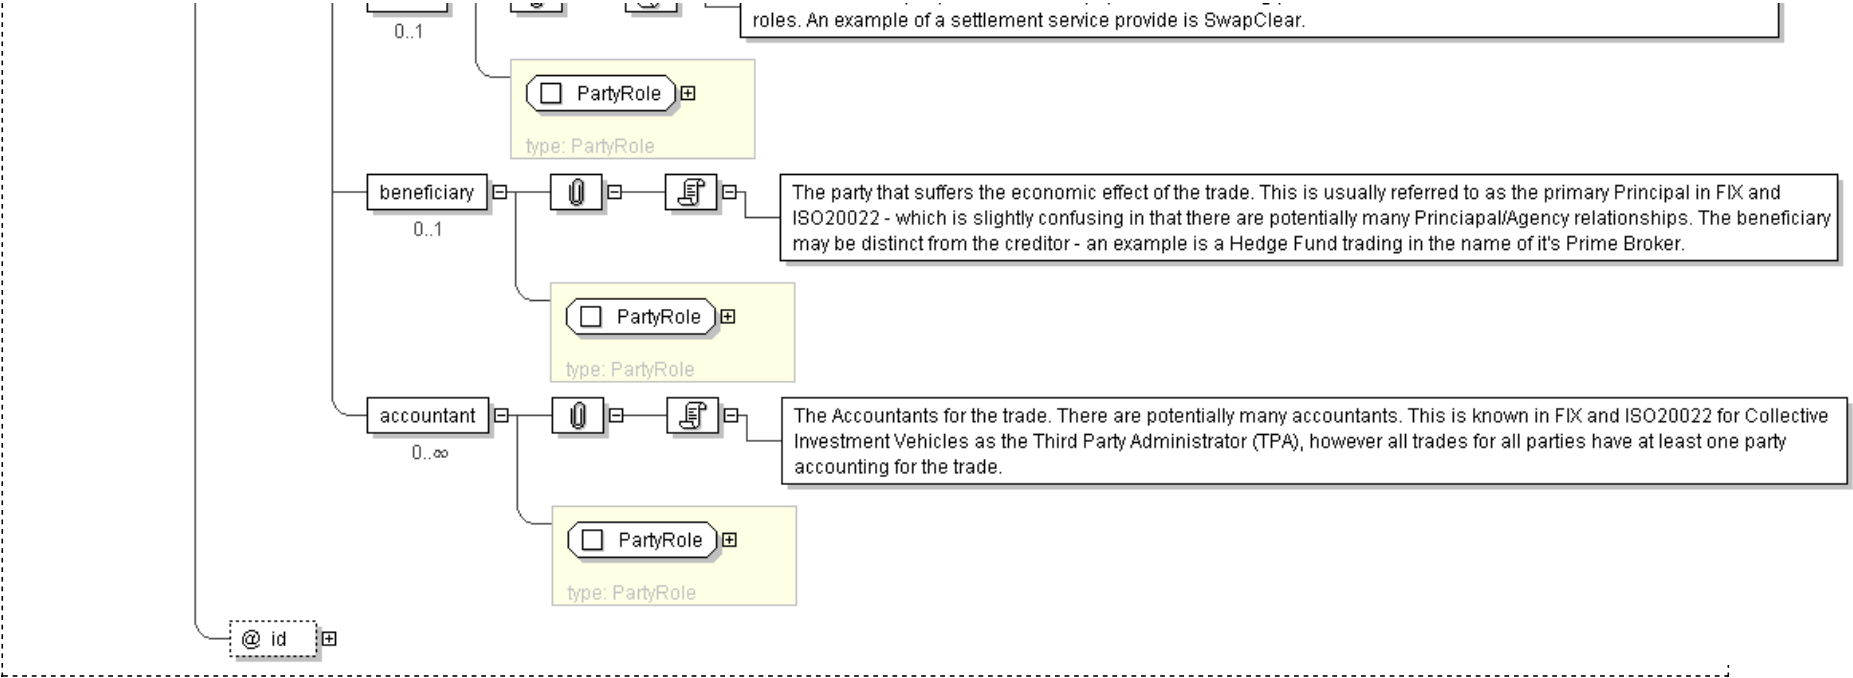 roles. An example of a settlement service provide is SwapClear.
0..1
PartyRole
type: PartyRole
beneficiary
0..1
The party that suffers the economic effect of the trade. This is usually referred to as the primary Principal in FIX and
ISO20022 - which is slightly confusing in that there are potentially many Princiapal/Agency relationships. The beneficiary
may be distinct from the creditor - an example is a Hedge Fund trading in the name of it's Prime Broker.
PartyRole
type: PartyRole
accountant
0..∞
The Accountants for the trade. There are potentially many accountants. This is known in FIX and ISO20022 for Collective
Investment Vehicles as the Third Party Administrator (TPA), however all trades for all parties have at least one party
accounting for the trade.
PartyRole
type: PartyRole
@ id